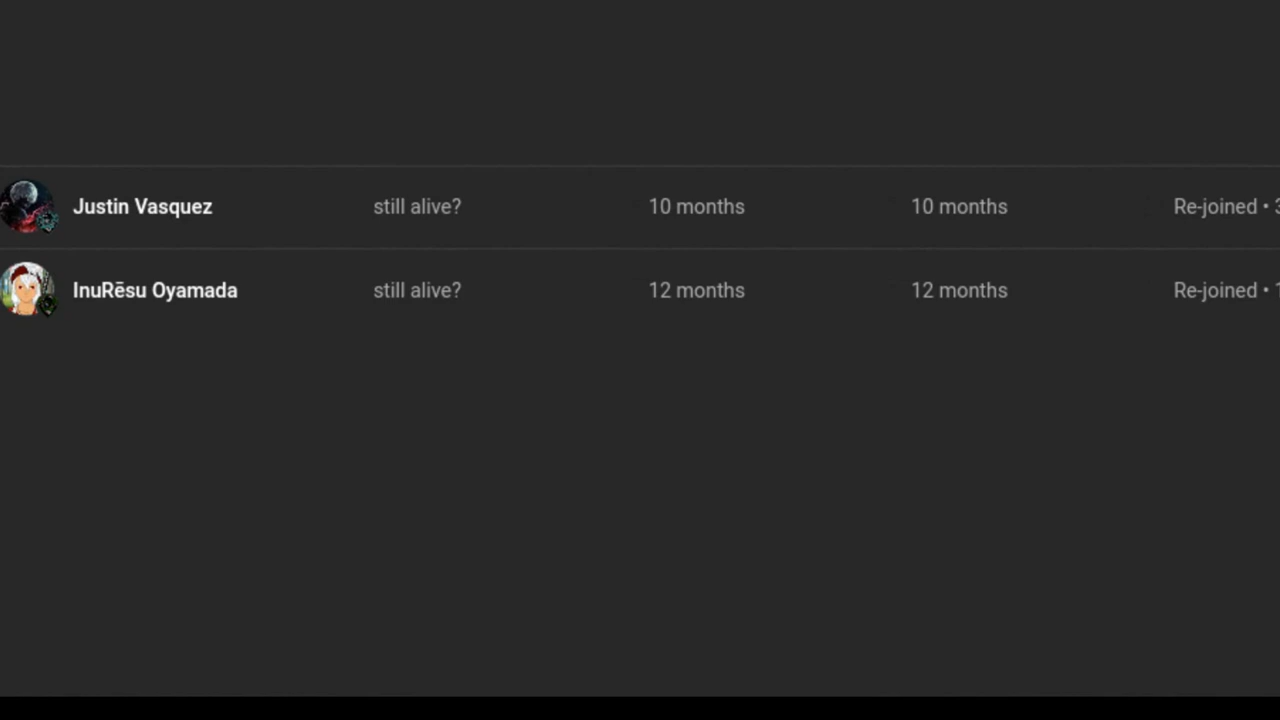 Justin Vasquez still alive? 10 months 10 months Re-joined •
InuRēsu Oyamada still alive? 12 months 12 months Re-joined •